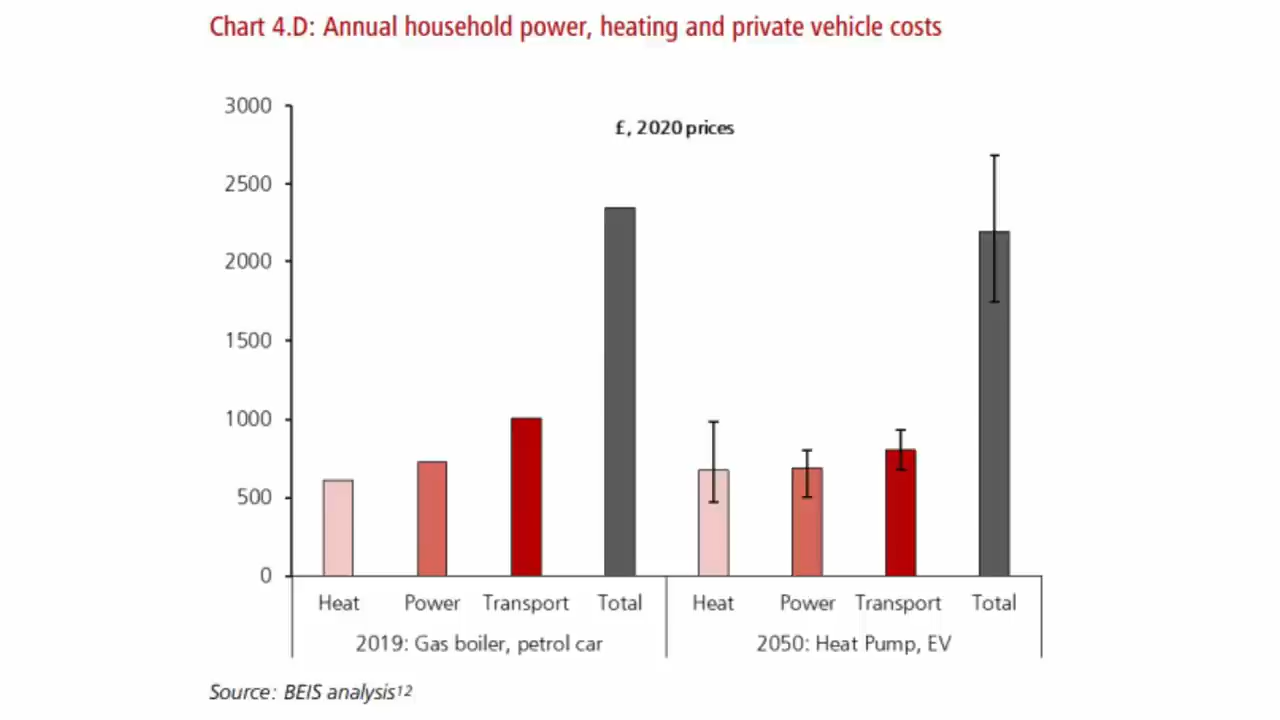 Chart 4.D: Annual household power, heating and private vehicle costs
£, 2020 prices
3000
2500
2000
1500
1000
500
0
Heat Power Transport Total Heat Power Transport Total
2019: Gas boiler, petrol car 2050: Heat Pump, EV
Source: BEIS analysis¹²